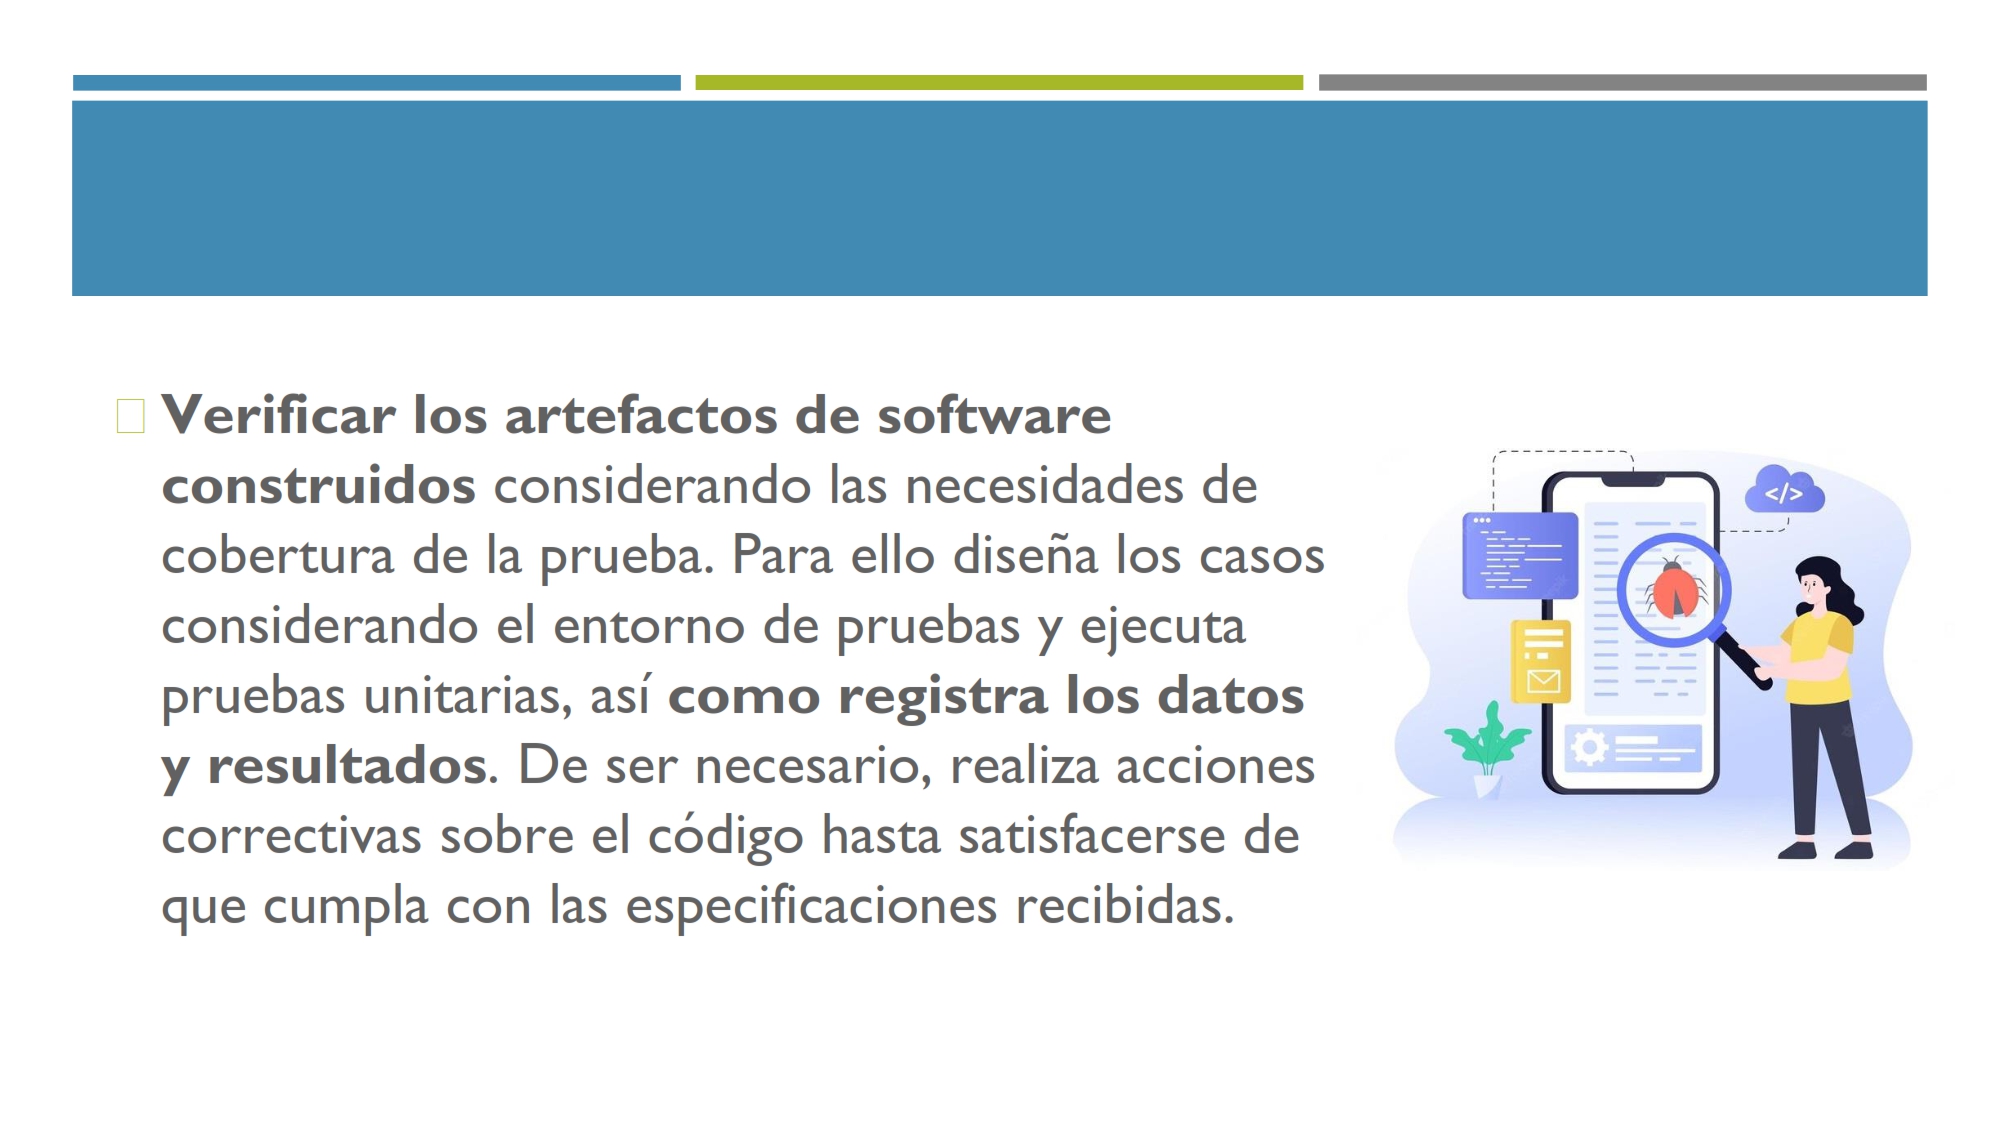 Verificar los artefactos de software
construidos considerando las necesidades de
cobertura de la prueba. Para ello diseña los casos
considerando el entorno de pruebas y ejecuta
pruebas unitarias, así como registra los datos
y resultados. De ser necesario, realiza acciones
correctivas sobre el código hasta satisfacerse de
que cumpla con las especificaciones recibidas.
</>